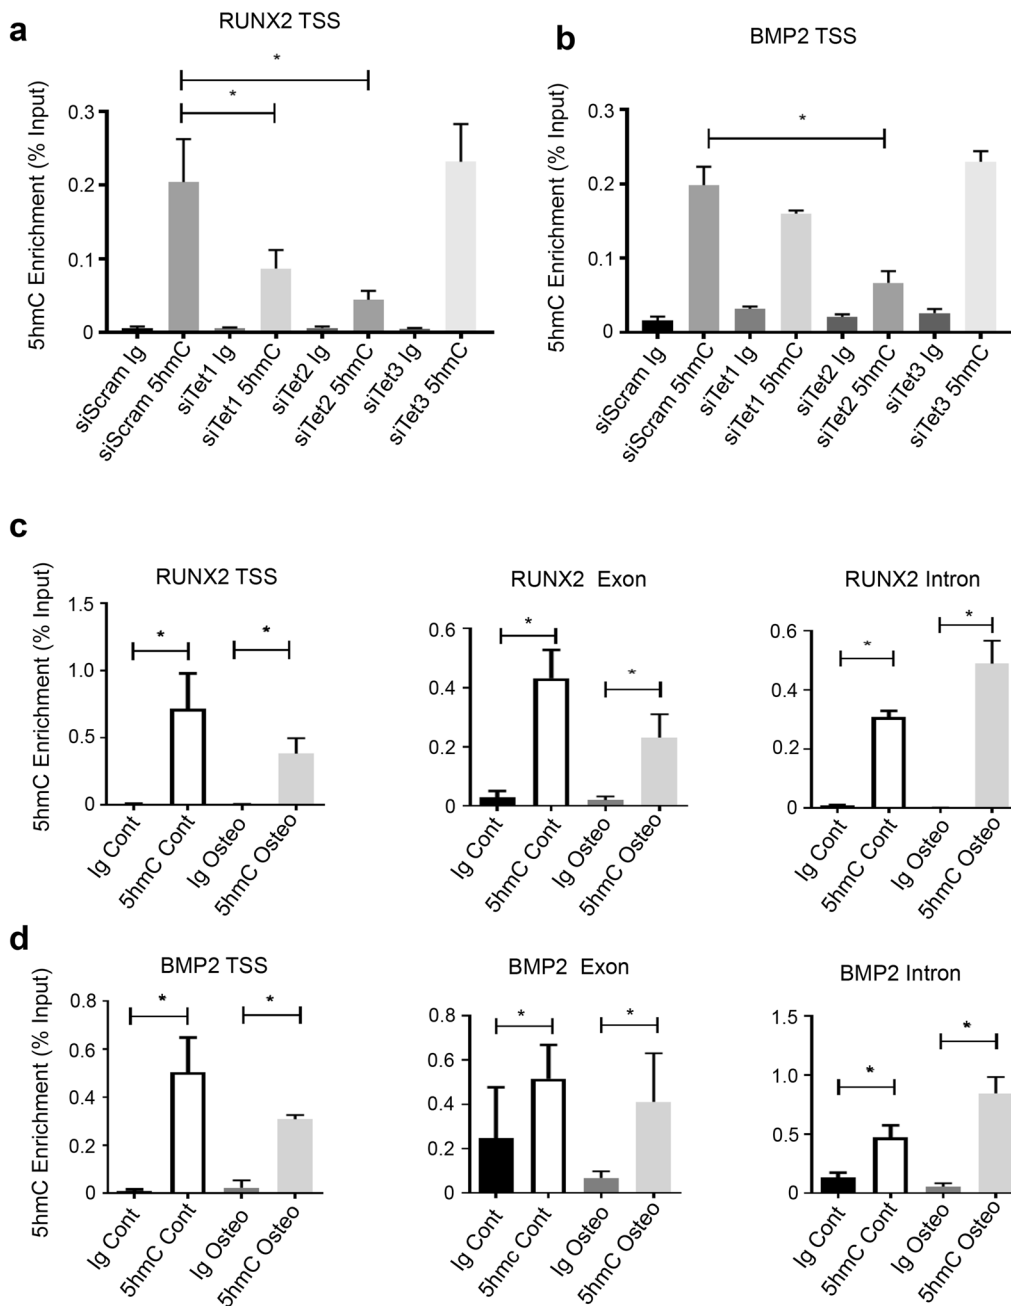 a
RUNX2 TSS
*
*
5hmC Enrichment (% Input)
0.3
0.2
0.1
0
siScram Ig
siScram 5hmC
siTet1 Ig
siTet1 5hmC
siTet2 Ig
siTet2 5hmC
siTet3 Ig
siTet3 5hmC
b
BMP2 TSS
*
5hmC Enrichment (% Input)
0.3
0.2
0.1
0
siScram Ig
siScram 5hmC
siTet1 Ig
siTet1 5hmC
siTet2 Ig
siTet2 5hmC
siTet3 Ig
siTet3 5hmC
c
RUNX2 TSS
5hmC Enrichment (% Input)
1.5
1.0
0.5
0
*
*
Ig Cont
5hmC Cont
Ig Osteo
5hmC Osteo
RUNX2 Exon
0.6
0.4
0.2
0
*
*
Ig Cont
5hmC Cont
Ig Osteo
5hmC Osteo
RUNX2 Intron
0.6
0.4
0.2
0
*
*
Ig Cont
5hmC Cont
Ig Osteo
5hmC Osteo
d
BMP2 TSS
5hmC Enrichment (% Input)
0.8
0.6
0.4
0.2
0
*
*
Ig Cont
5hmC Cont
Ig Osteo
5hmC Osteo
BMP2 Exon
0.8
0.6
0.4
0.2
0
*
*
Ig Cont
5hmc Cont
Ig Osteo
5hmC Osteo
BMP2 Intron
1.5
1.0
0.5
0
*
*
Ig Cont
5hmC Cont
Ig Osteo
5hmC Osteo